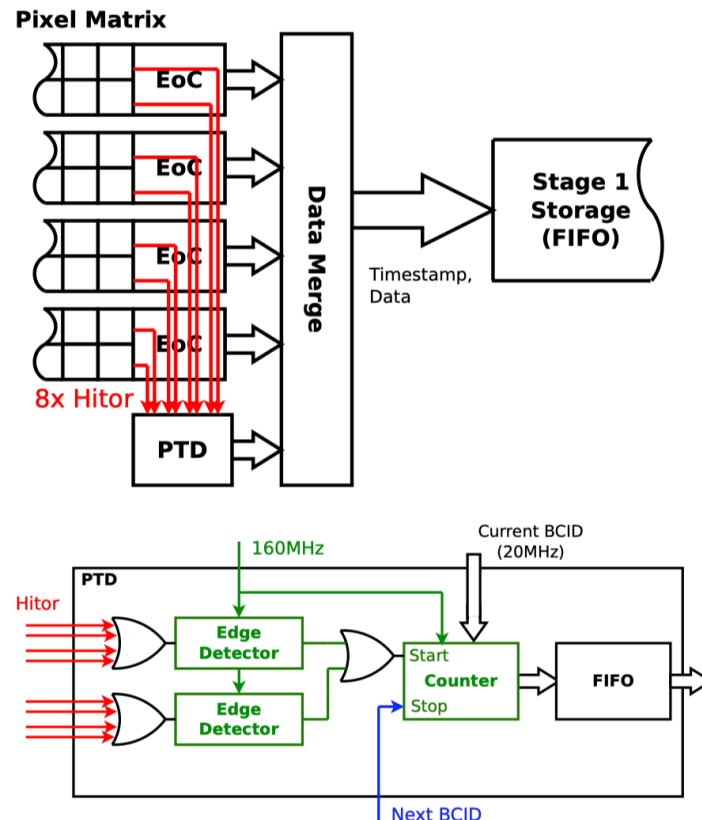 Pixel Matrix
EoC
EoC
EoC
EoC
8x Hitor
PTD
Data Merge
Timestamp,
Data
Stage 1
Storage
(FIFO)
Current BCID
(20MHz)
160MHz
PTD
Hitor
Edge
Detector
Edge
Detector
Start
Counter
Stop
FIFO
Next BCID